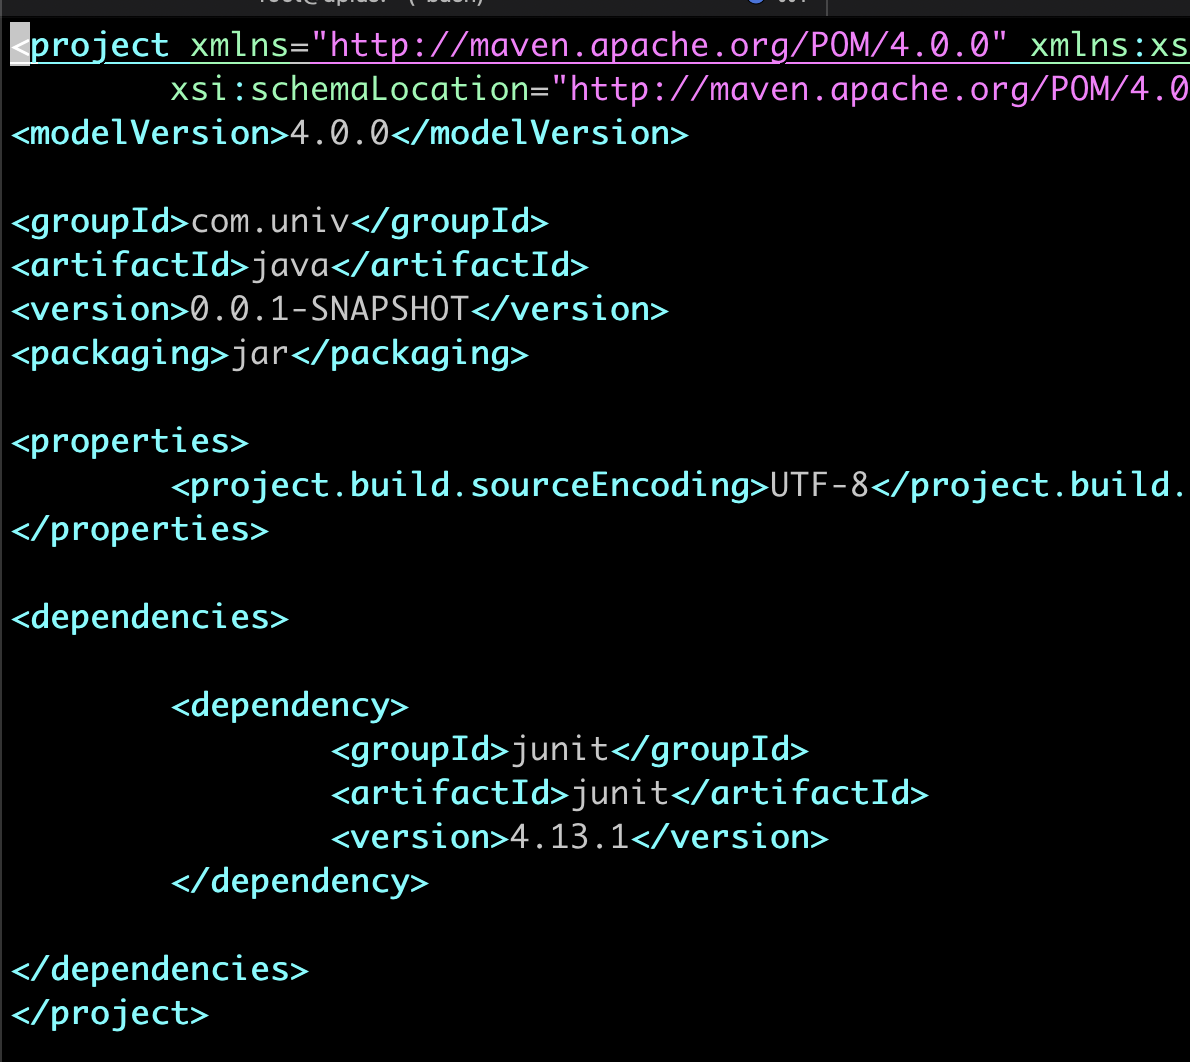 <project xmlns="http://maven.apache.org/POM/4.0.0" xmlns:xs
xsi:schemaLocation="http://maven.apache.org/POM/4.0
<modelVersion>4.0.0</modelVersion>
<groupId>com.univ</groupId>
<artifactId>java</artifactId>
<version>0.0.1-SNAPSHOT</version>
<packaging>jar</packaging>
<properties>
<project.build.sourceEncoding>UTF-8</project.build.
</properties>
<dependencies>
<dependency>
<groupId>junit</groupId>
<artifactId>junit</artifactId>
<version>4.13.1</version>
</dependency>
</dependencies>
</project>